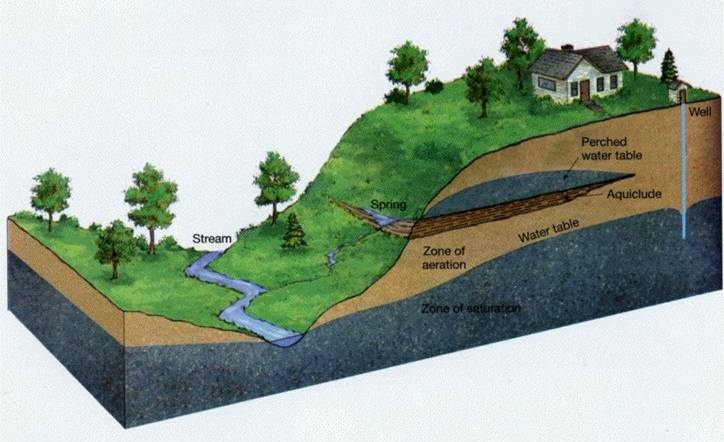 Well
Perched
water table
Aquiclude
Spring
Stream
Water table
Zone of
aeration
Zone of saturation